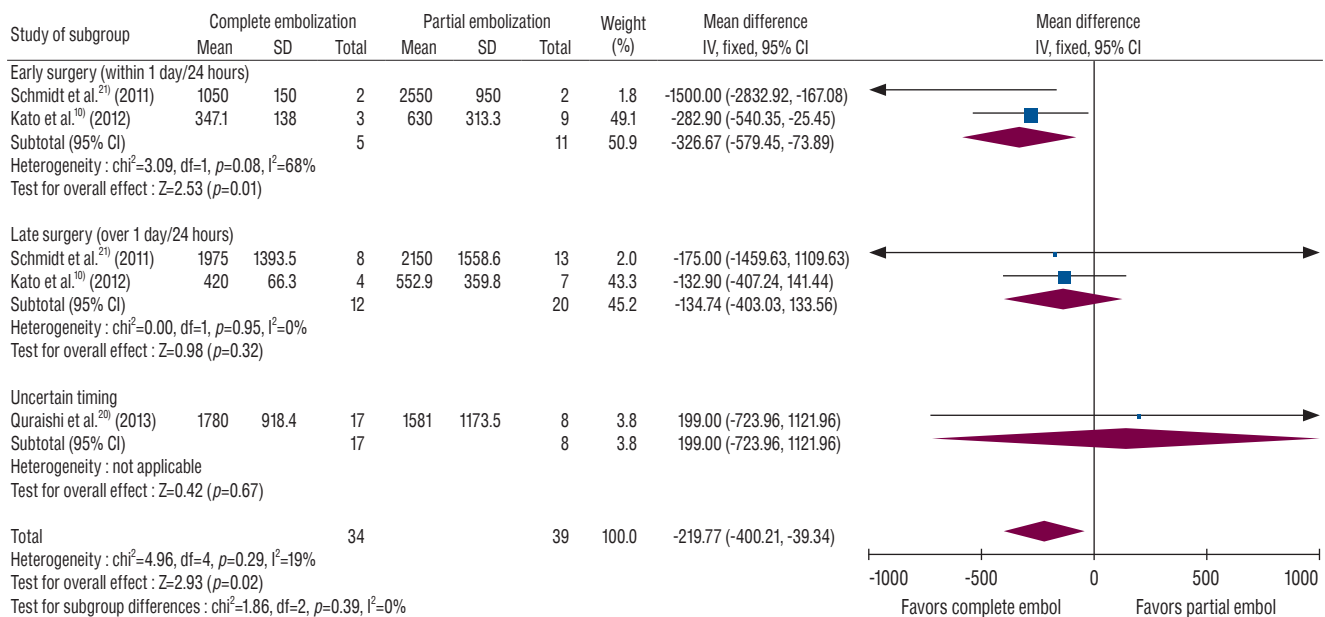 Study of subgroup Complete embolization Partial embolization Weight (%) Mean difference IV, fixed, 95% CI Mean difference IV, fixed, 95% CI
Mean SD Total Mean SD Total
Early surgery (within 1 day/24 hours)
Schmidt et al.21) (2011) 1050 150 2 2550 950 2 1.8 -1500.00 (-2832.92, -167.08)
Kato et al.10) (2012) 347.1 138 3 630 313.3 9 49.1 -282.90 (-540.35, -25.45)
Subtotal (95% CI) 5 11 50.9 -326.67 (-579.45, -73.89)
Heterogeneity : chi2=3.09, df=1, p=0.08, I2=68%
Test for overall effect : Z=2.53 (p=0.01)
Late surgery (over 1 day/24 hours)
Schmidt et al.21) (2011) 1975 1393.5 8 2150 1558.6 13 2.0 -175.00 (-1459.63, 1109.63)
Kato et al.10) (2012) 420 66.3 4 552.9 359.8 7 43.3 -132.90 (-407.24, 141.44)
Subtotal (95% CI) 12 20 45.2 -134.74 (-403.03, 133.56)
Heterogeneity : chi2=0.00, df=1, p=0.95, I2=0%
Test for overall effect : Z=0.98 (p=0.32)
Uncertain timing
Quraishi et al.20) (2013) 1780 918.4 17 1581 1173.5 8 3.8 199.00 (-723.96, 1121.96)
Subtotal (95% CI) 17 8 3.8 199.00 (-723.96, 1121.96)
Heterogeneity : not applicable
Test for overall effect : Z=0.42 (p=0.67)
Total 34 39 100.0 -219.77 (-400.21, -39.34)
Heterogeneity : chi2=4.96, df=4, p=0.29, I2=19%
Test for overall effect : Z=2.93 (p=0.02)
Test for subgroup differences : chi2=1.86, df=2, p=0.39, I2=0%
-1000 -500 0 500 1000
Favors complete embol Favors partial embol